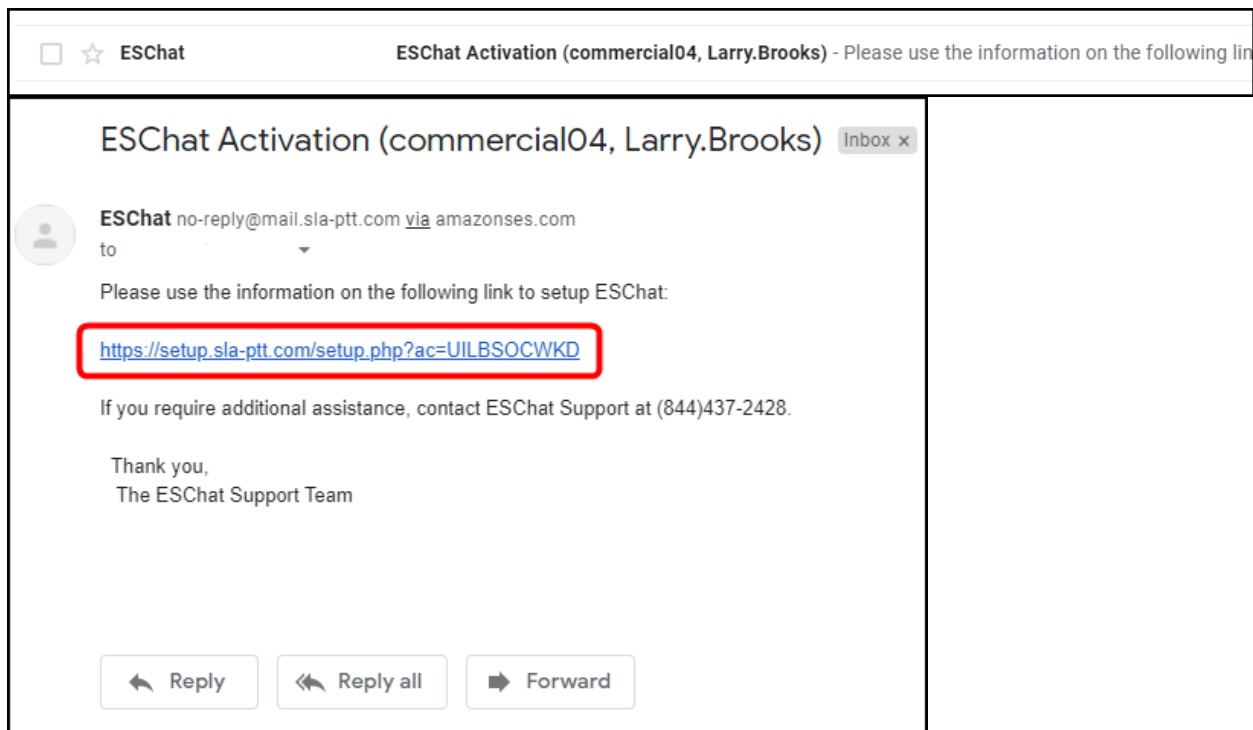 ESChat ESChat Activation (commercial04, Larry.Brooks) - Please use the information on the following lin
ESChat Activation (commercial04, Larry.Brooks) Inbox x
ESChat no-reply@mail.sla-ptt.com via amazonses.com
to
Please use the information on the following link to setup ESChat:
https://setup.sla-ptt.com/setup.php?ac=UILBSOCWKD
If you require additional assistance, contact ESChat Support at (844)437-2428.
Thank you,
The ESChat Support Team
Reply Reply all Forward